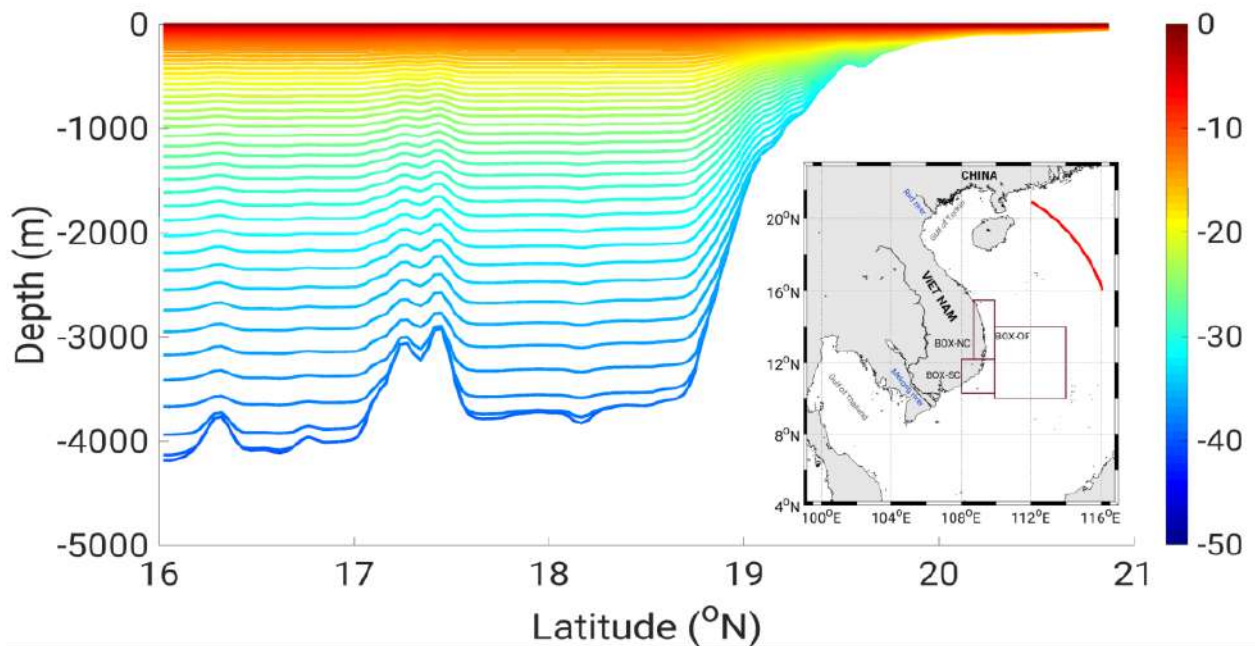 0
-1000
-2000
-3000
-4000
-5000
Depth (m)
16
17
18
19
20
21
Latitude (°N)
0
-10
-20
-30
-40
-50
CHINA
Red river
Gulf of Tonkin
VIET NAM
BOX-NC
BOX-OF
BOX-SC
Mekong river
Gulf of Thailand
20°N
16°N
12°N
8°N
4°N
100°E
104°E
108°E
112°E
116°E